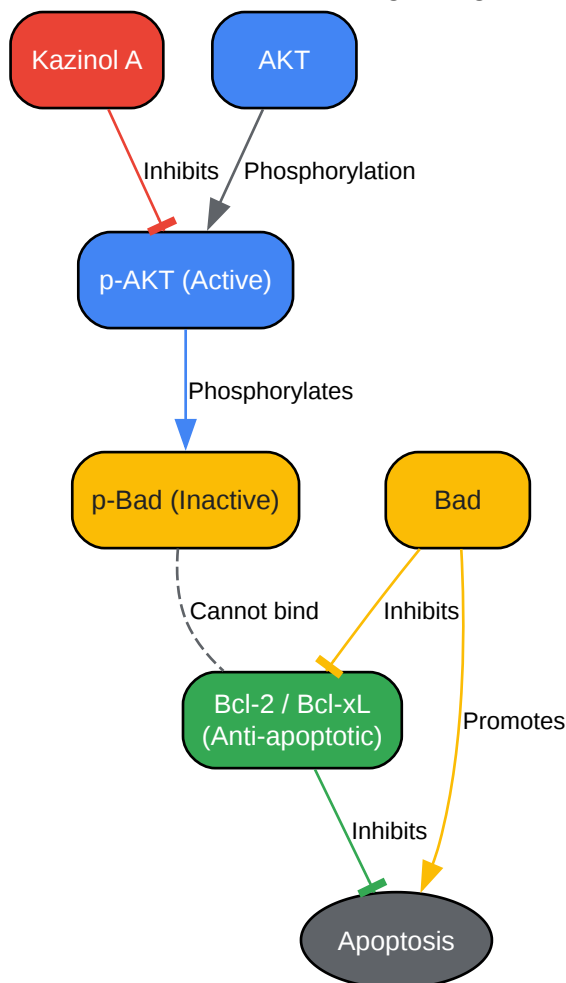 Kazinol A
AKT
Inhibits
Phosphorylation
p-AKT (Active)
Phosphorylates
p-Bad (Inactive)
Bad
Cannot bind
Inhibits
Bcl-2 / Bcl-xL
(Anti-apoptotic)
Promotes
Inhibits
Apoptosis